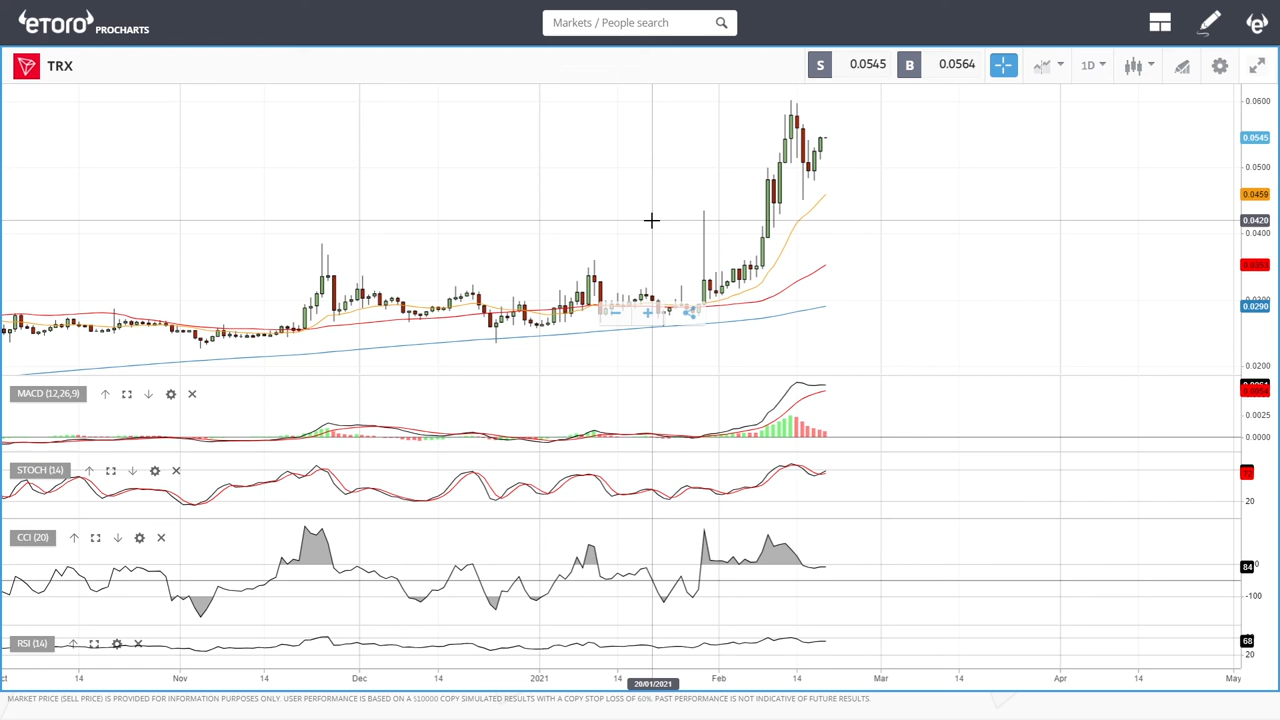 eToro PROCHARTS
Markets / People search
TRX
S 0.0545 B 0.0564 1D
0.0600
0.0545
0.0500
0.0459
0.0420
0.0400
0.0300
0.0290
0.0200
MACD (12,26,9)
0.0025
0.0000
STOCH (14)
20
CCI (20)
84
-100
RSI (14)
68
20
14 Nov 14 Dec 14 2021 14 Feb 14 Mar 14 Apr 14 May
20/01/2021
MARKET PRICE (SELL PRICE) IS PROVIDED FOR INFORMATION PURPOSES ONLY. USER PERFORMANCE IS BASED ON A $10000 COPY SIMULATED RESULTS WITH A COPY STOP LOSS OF 60%. PAST PERFORMANCE IS NOT INDICATIVE OF FUTURE RESULTS.